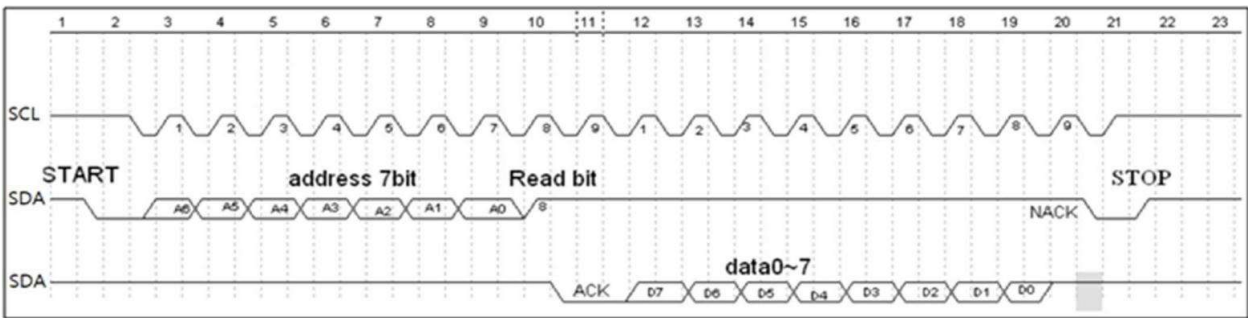 1 2 3 4 5 6 7 8 9 10 11 12 13 14 15 16 17 18 19 20 21 22 23
SCL 1 2 3 4 5 6 7 8 9 1 2 3 4 5 6 7 8 9
START address 7bit Read bit STOP
SDA A6 A5 A4 A3 A2 A1 A0 8 NACK
data0~7
SDA ACK D7 D6 D5 D4 D3 D2 D1 D0